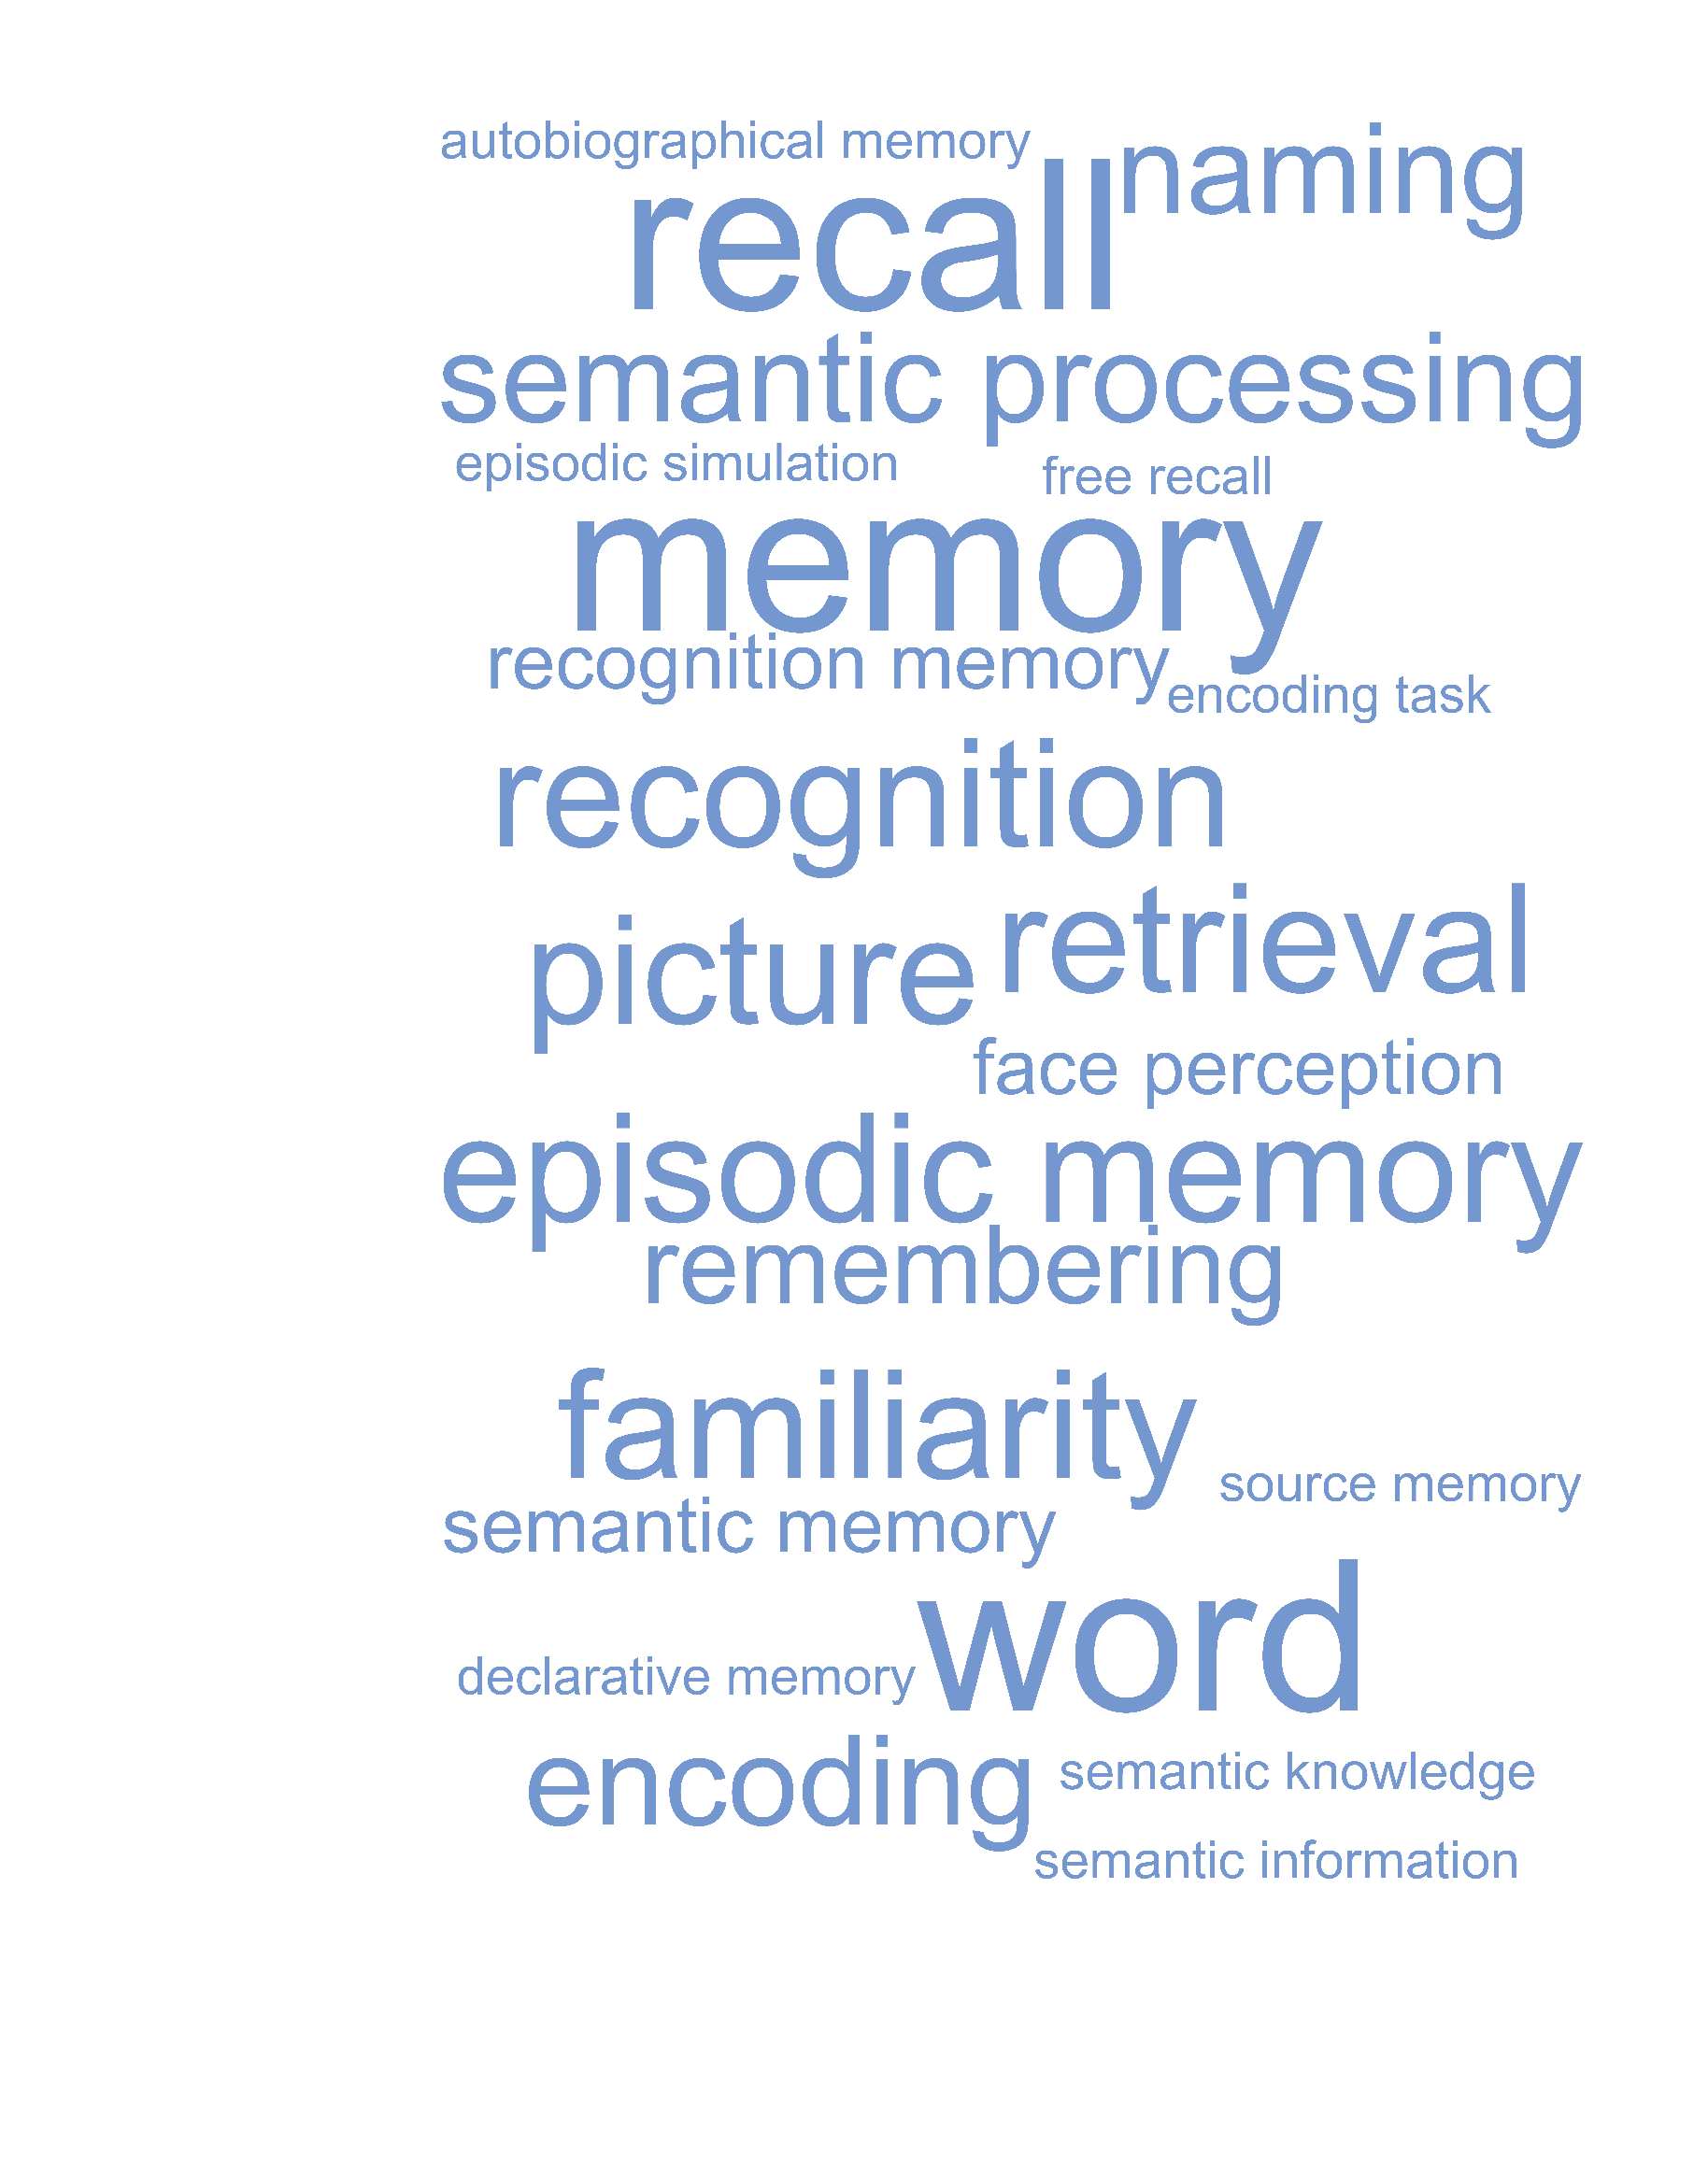 autobiographical memory
naming
recall
semantic processing
episodic simulation
free recall
memory
recognition memory
encoding task
recognition
retrieval
picture
face perception
episodic memory
remembering
familiarity
source memory
semantic memory
word
declarative memory
encoding
semantic knowledge
semantic information